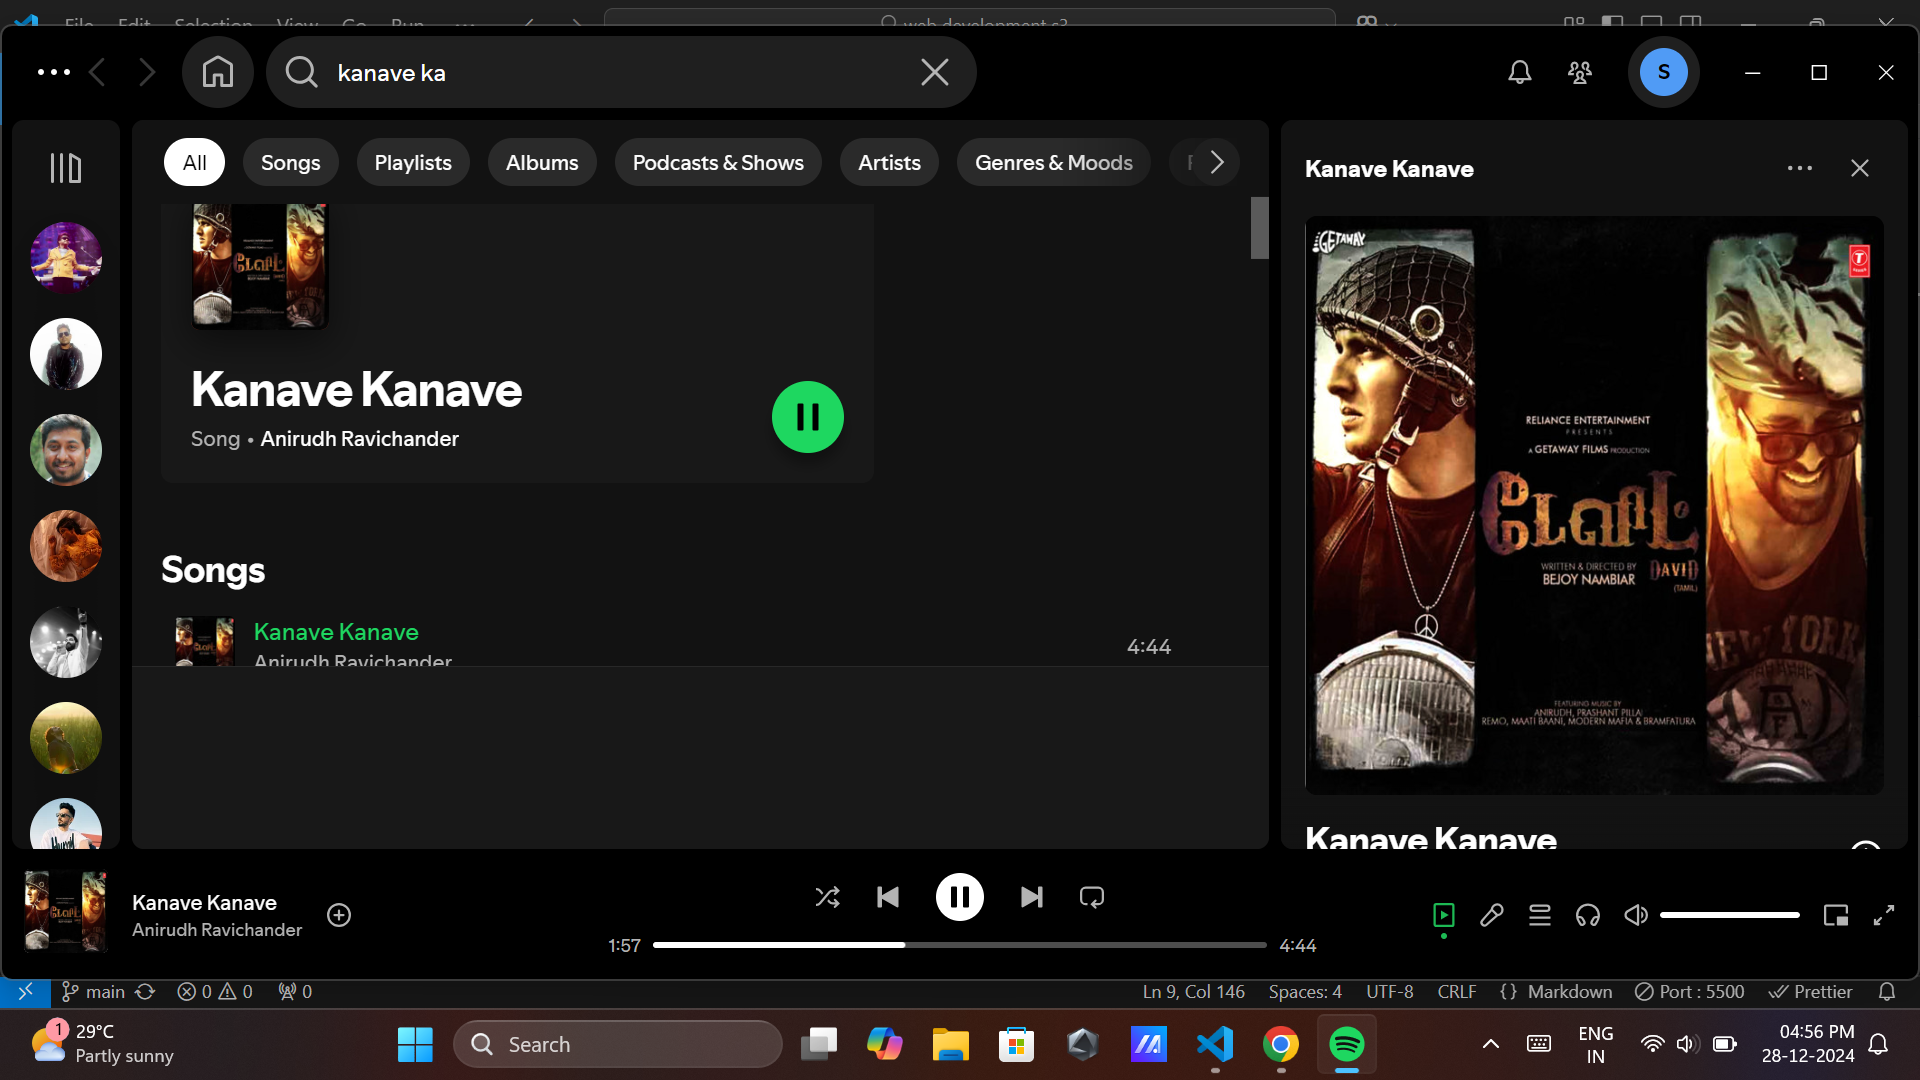 File Edit Selection View Go Run ...
web development s3
kanave ka
S
All
Songs
Playlists
Albums
Podcasts & Shows
Artists
Genres & Moods
Kanave Kanave
Song • Anirudh Ravichander
Songs
Kanave Kanave
Anirudh Ravichander
4:44
Kanave Kanave
GETAWAY
T
RELIANCE ENTERTAINMENT
PRESENTS
A GETAWAY FILMS PRODUCTION
டேவிட்
WRITTEN & DIRECTED BY
BEJOY NAMBIAR
DAVID
(TAMIL)
NEW YORK
FEATURING MUSIC BY
ANIRUDH, PRASHANT PILLAI
REMO, MAATI BAANI, MODERN MAFIA & BRAMFATURA
Kanave Kanave
Kanave Kanave
Anirudh Ravichander
1:57
4:44
main
0 0
0
Ln 9, Col 146
Spaces: 4
UTF-8
CRLF
{} Markdown
Port : 5500
Prettier
1
29°C
Partly sunny
Search
ENG
IN
04:56 PM
28-12-2024